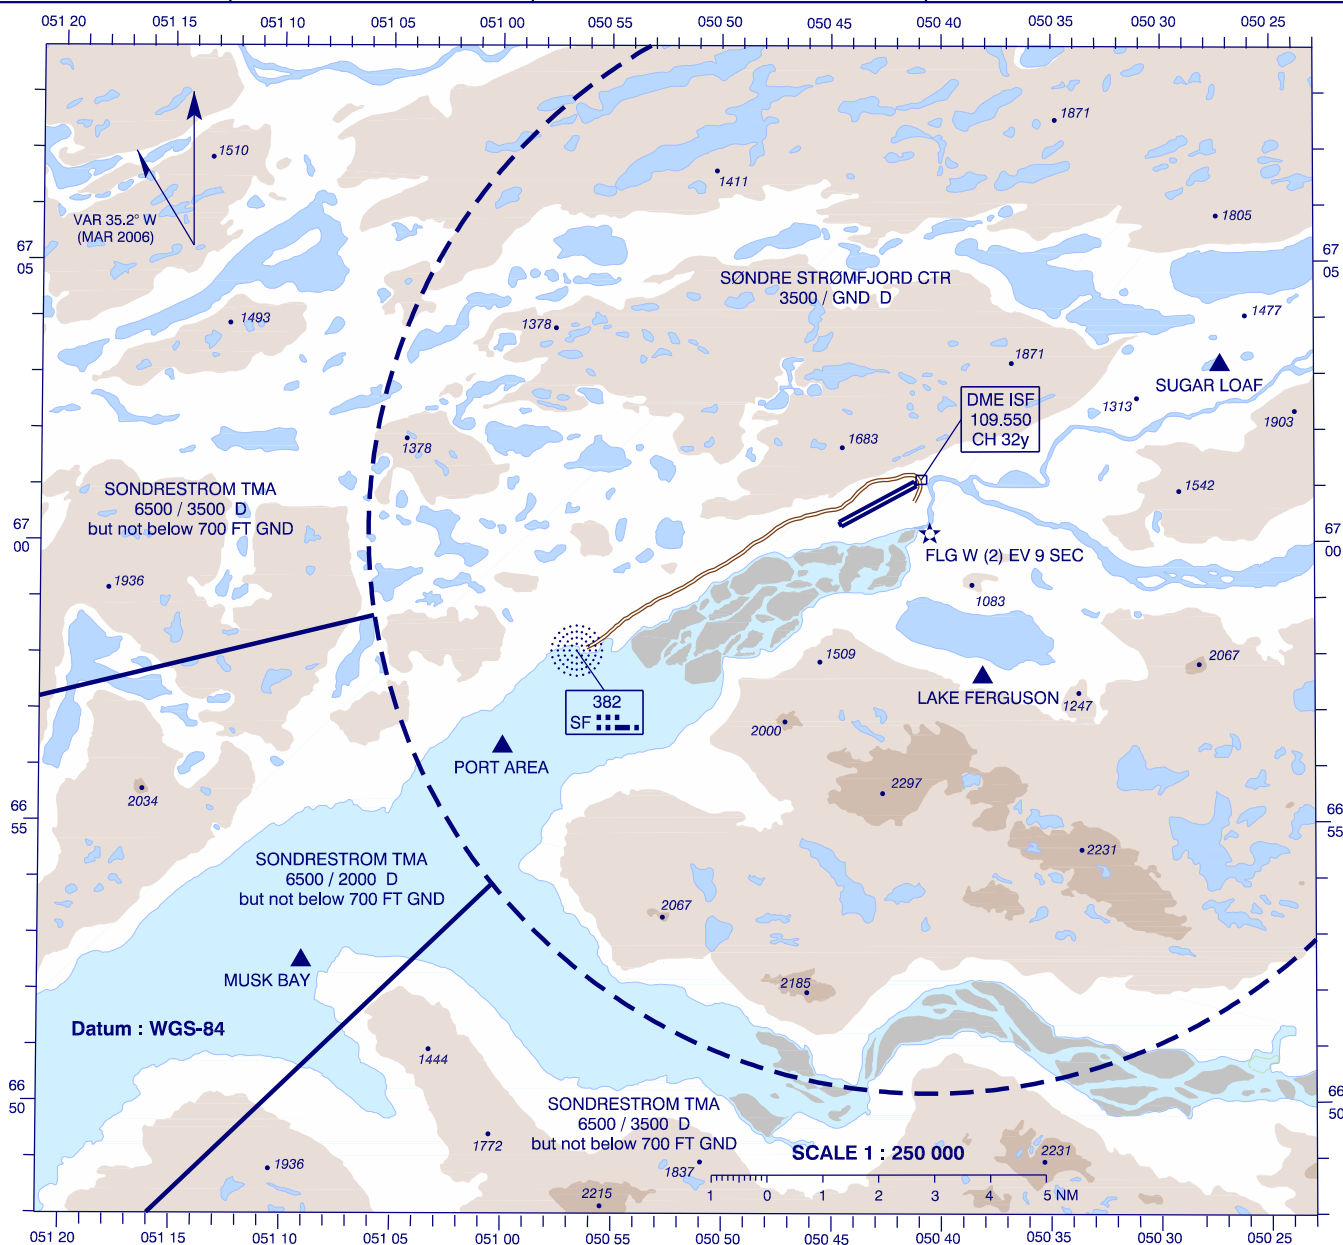 051 20 051 15 051 10 051 05 051 00 050 55 050 50 050 45 050 40 050 35 050 30 050 25
1871
1510
1411
VAR 35.2° W
(MAR 2006)
1805
67
05
67
05
SØNDRE STRØMFJORD CTR
3500 / GND D
1477
1493
1378
1871
SUGAR LOAF
DME ISF
109.550
CH 32y
1313
1903
1683
1378
SONDRESTROM TMA
6500 / 3500 D
but not below 700 FT GND
1542
67
00
67
00
FLG W (2) EV 9 SEC
1936
1083
1509
2067
LAKE FERGUSON
1247
382
SF
2000
PORT AREA
2297
2034
66
55
66
55
2231
SONDRESTROM TMA
6500 / 2000 D
but not below 700 FT GND
2067
MUSK BAY
2185
Datum : WGS-84
1444
66
50
66
50
SONDRESTROM TMA
6500 / 3500 D
but not below 700 FT GND
1772
SCALE 1 : 250 000
2231
1936
1837
1 0 1 2 3 4 5 NM
2215
051 20 051 15 051 10 051 05 051 00 050 55 050 50 050 45 050 40 050 35 050 30 050 25